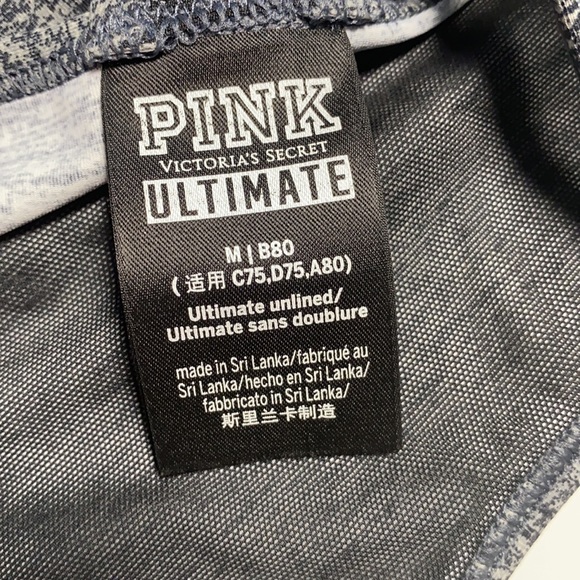 PINK
VICTORIA'S SECRET
ULTIMATE
M | B80
( 适用 C75,D75,A80)
Ultimate unlined/
Ultimate sans doublure
made in Sri Lanka/fabriqué au
Sri Lanka/hecho en Sri Lanka/
fabbricato in Sri Lanka/
斯里兰卡制造